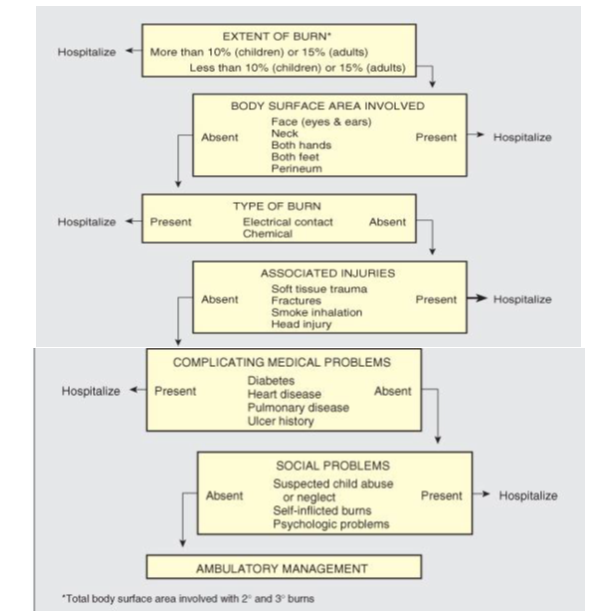 EXTENT OF BURN*
Hospitalize
More than 10% (children) or 15% (adults)
Less than 10% (children) or 15% (adults)
BODY SURFACE AREA INVOLVED
Face (eyes & ears)
Absent
Neck
Present
Hospitalize
Both hands
Both feet
Perineum
TYPE OF BURN
Hospitalize
Present
Electrical contact
Absent
Chemical
ASSOCIATED INJURIES
Soft tissue trauma
Absent
Fractures
Present
Hospitalize
Smoke inhalation
Head injury
COMPLICATING MEDICAL PROBLEMS
Diabetes
Hospitalize
Present
Heart disease
Absent
Pulmonary disease
Ulcer history
SOCIAL PROBLEMS
Suspected child abuse
or neglect
Absent
Present
Hospitalize
Self-inflicted burns
Psychologic problems
AMBULATORY MANAGEMENT
*Total body surface area involved with 2° and 3° burns